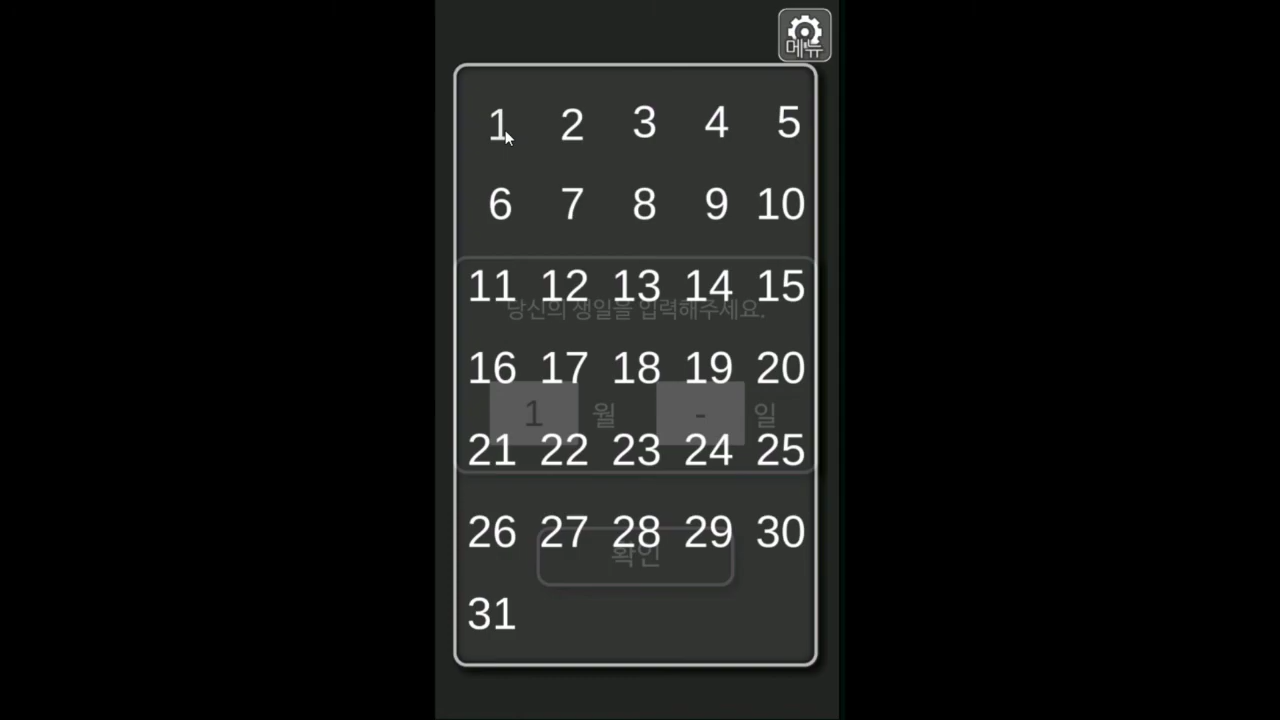 메뉴
1 2 3 4 5
6 7 8 9 10
11 12 13 14 15
당신의 생일을 입력해주세요.
16 17 18 19 20
1 월 - 일
21 22 23 24 25
26 27 28 29 30
확인
31